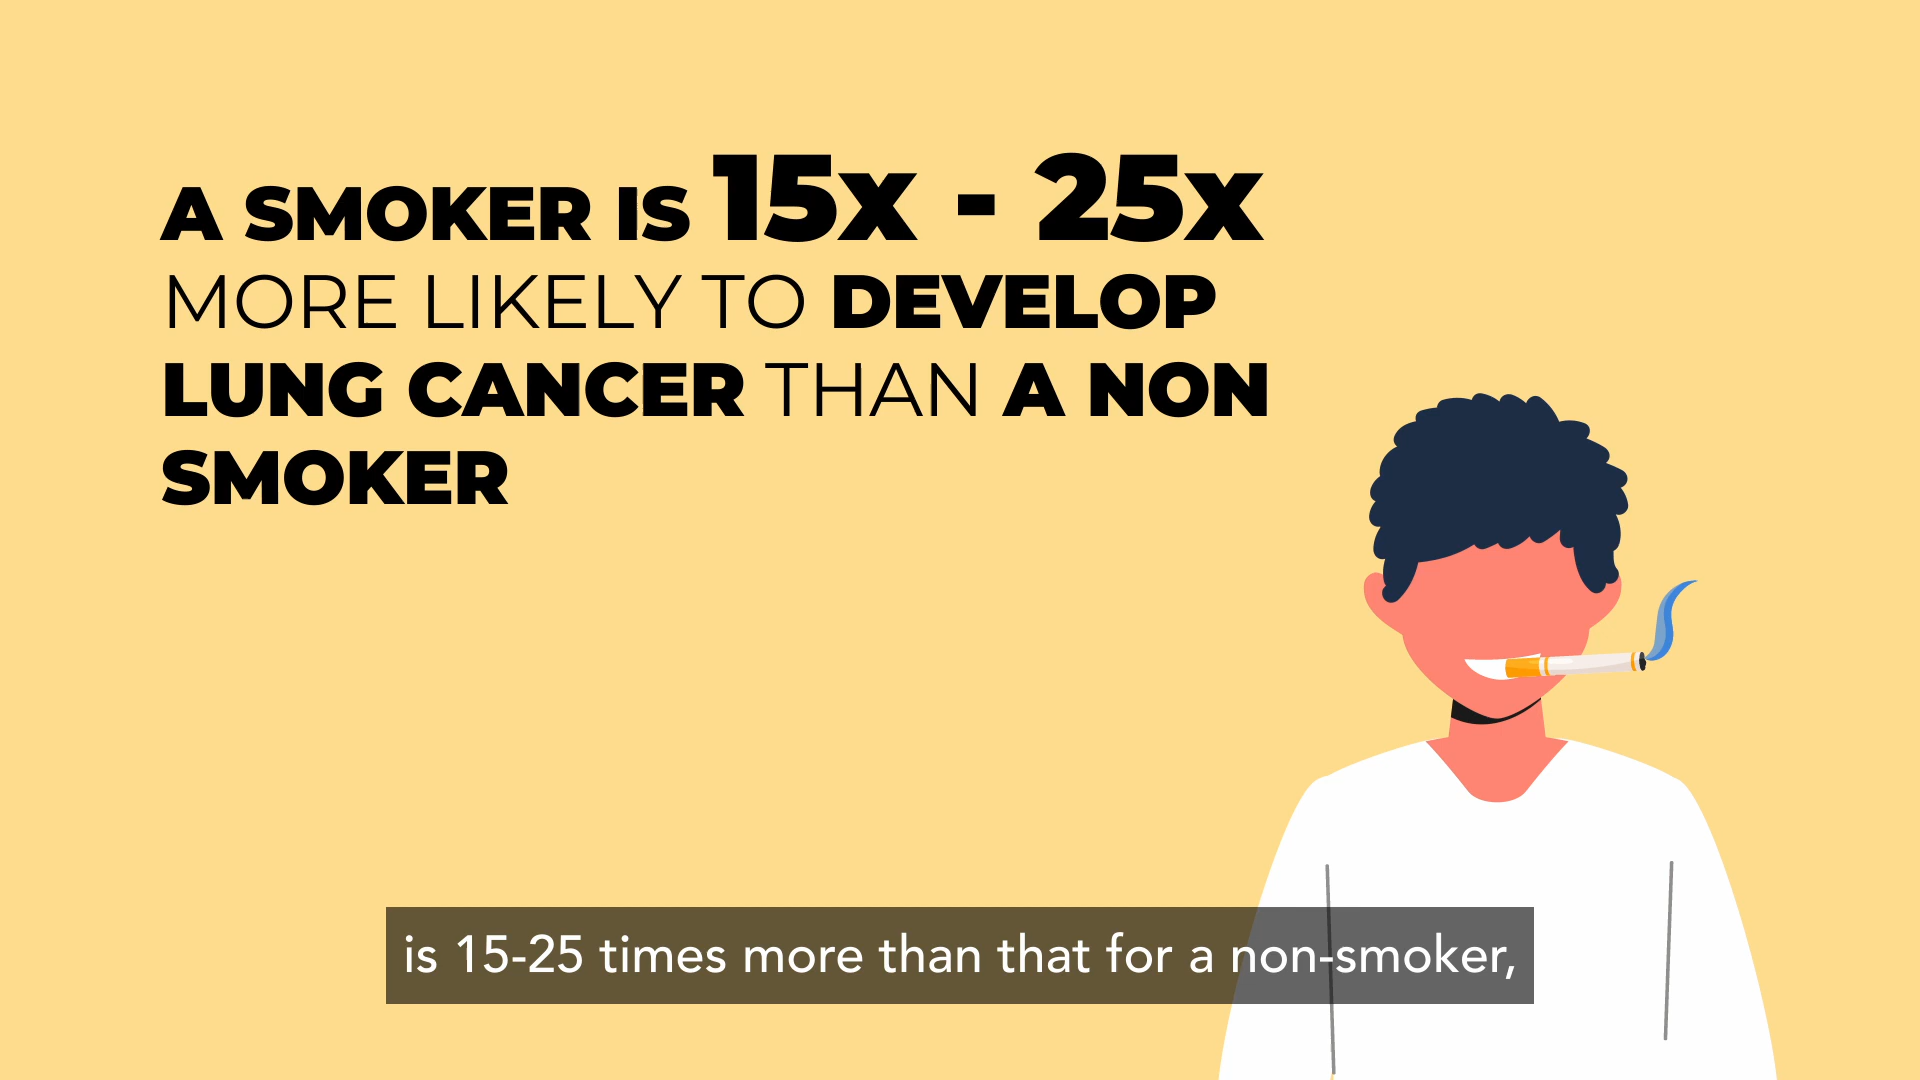 A SMOKER IS 15x - 25x
MORE LIKELY TO DEVELOP
LUNG CANCER THAN A NON
SMOKER
is 15-25 times more than that for a non-smoker,